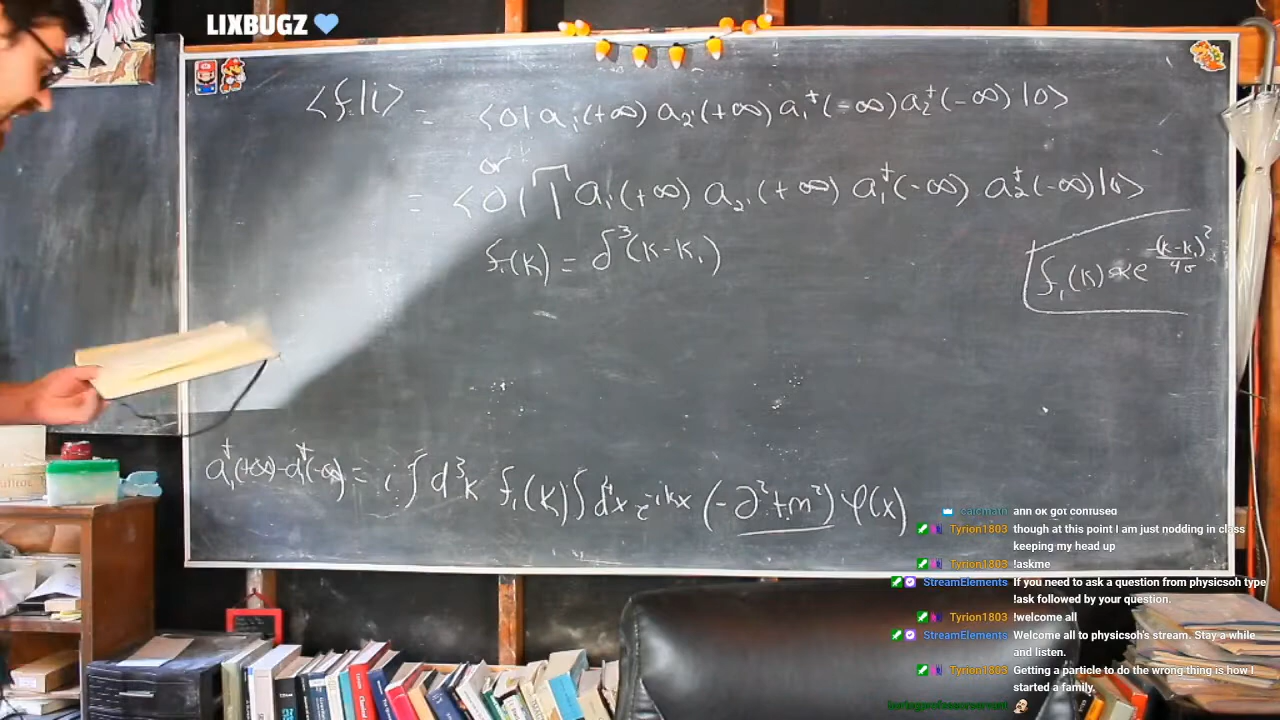 LIXBUGZ 💙
<f|i> = <0| a₁'(+∞) a₂'(+∞) a₁†(-∞) a₂†(-∞) |0>
or
= <0| T a₁'(+∞) a₂'(+∞) a₁†(-∞) a₂†(-∞) |0>
f₁(k) = δ³(k-k₁)
f₁(k) ∝ e^{-(k-k₁)²/4σ²}
a₁†(+∞) - a₁†(-∞) = i ∫ d³k f₁(k) ∫ d⁴x e^{-ikx} (-∂²+m²) φ(x)
calcmain ann ok got confused
Tyrion1803 though at this point I am just nodding in class
keeping my head up
Tyrion1803 !askme
StreamElements If you need to ask a question from physicsoh type
!ask followed by your question.
Tyrion1803 !welcome all
StreamElements Welcome all to physicsoh's stream. Stay a while
and listen.
Tyrion1803 Getting a particle to do the wrong thing is how I
started a family.